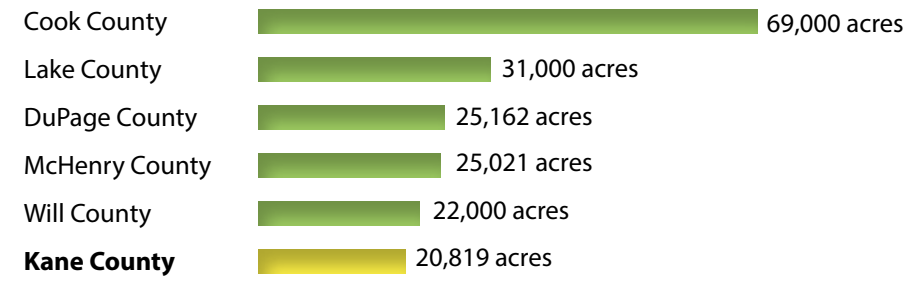 Cook County 69,000 acres
Lake County 31,000 acres
DuPage County 25,162 acres
McHenry County 25,021 acres
Will County 22,000 acres
Kane County 20,819 acres